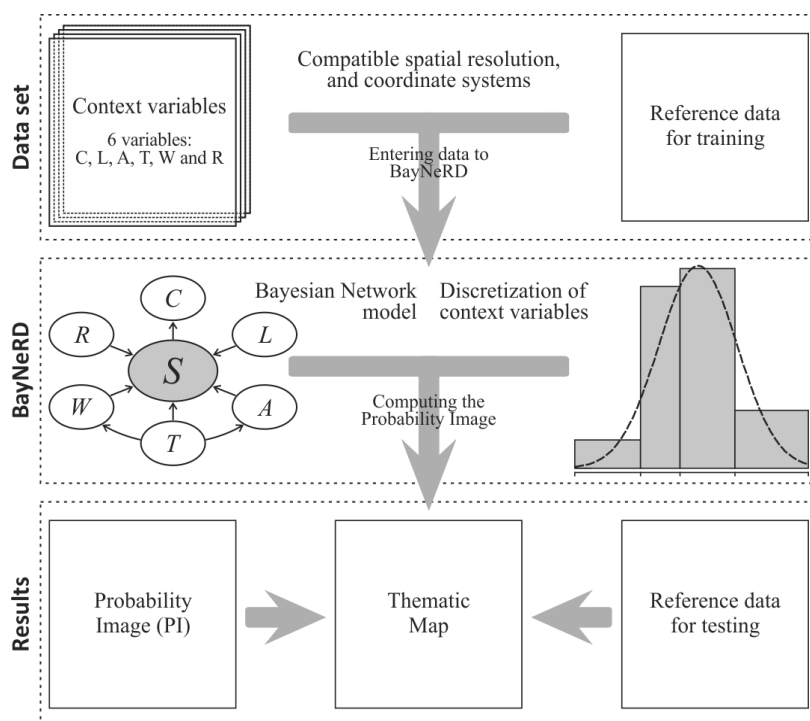 Data set
Context variables
6 variables:
C, L, A, T, W and R
Compatible spatial resolution,
and coordinate systems
Entering data to
BayNeRD
Reference data
for training
BayNeRD
C
R
L
S
W
A
T
Bayesian Network
model
Discretization of
context variables
Computing the
Probability Image
Results
Probability
Image (PI)
Thematic
Map
Reference data
for testing